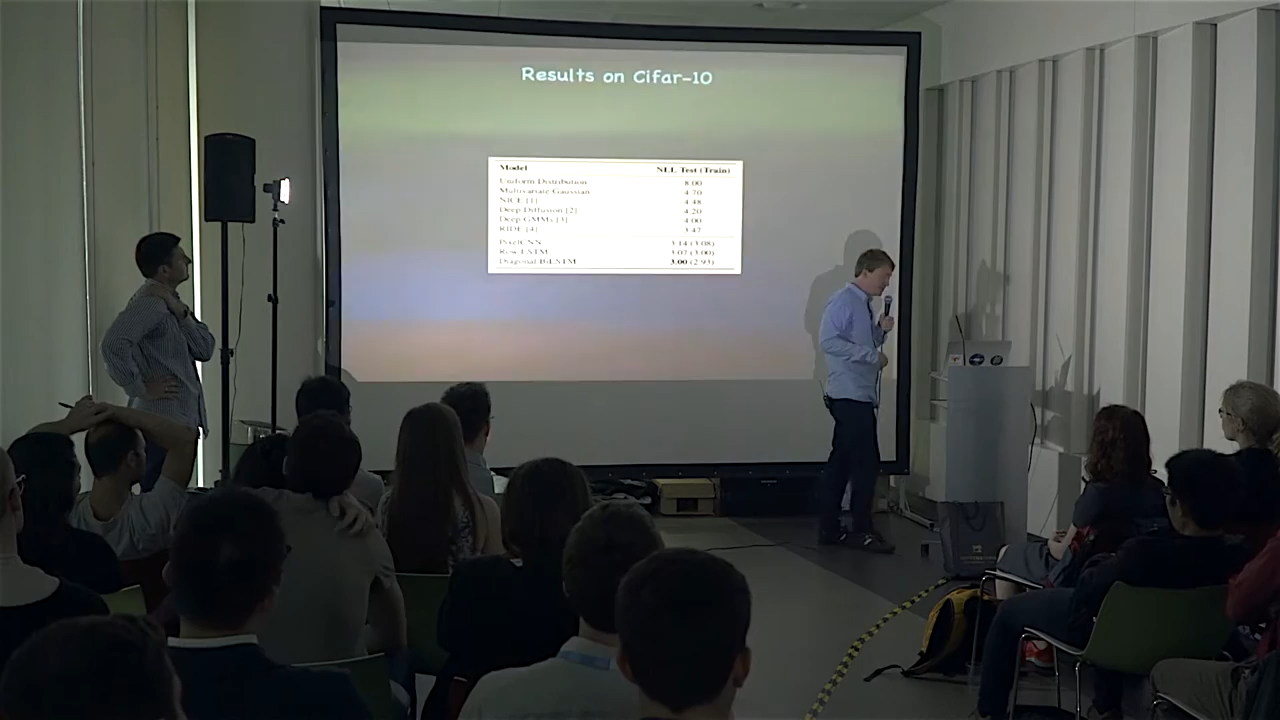 Results on Cifar-10
Model NLL Test (Train)
Uniform Distribution 8.00
Multivariate Gaussian 4.70
NICE [1] 4.48
Deep Diffusion [2] 4.20
Deep GMMs [3] 4.00
RIDE [4] 3.47
PixelCNN 3.14 (3.08)
Row LSTM 3.07 (3.00)
Diagonal BiLSTM 3.00 (2.93)